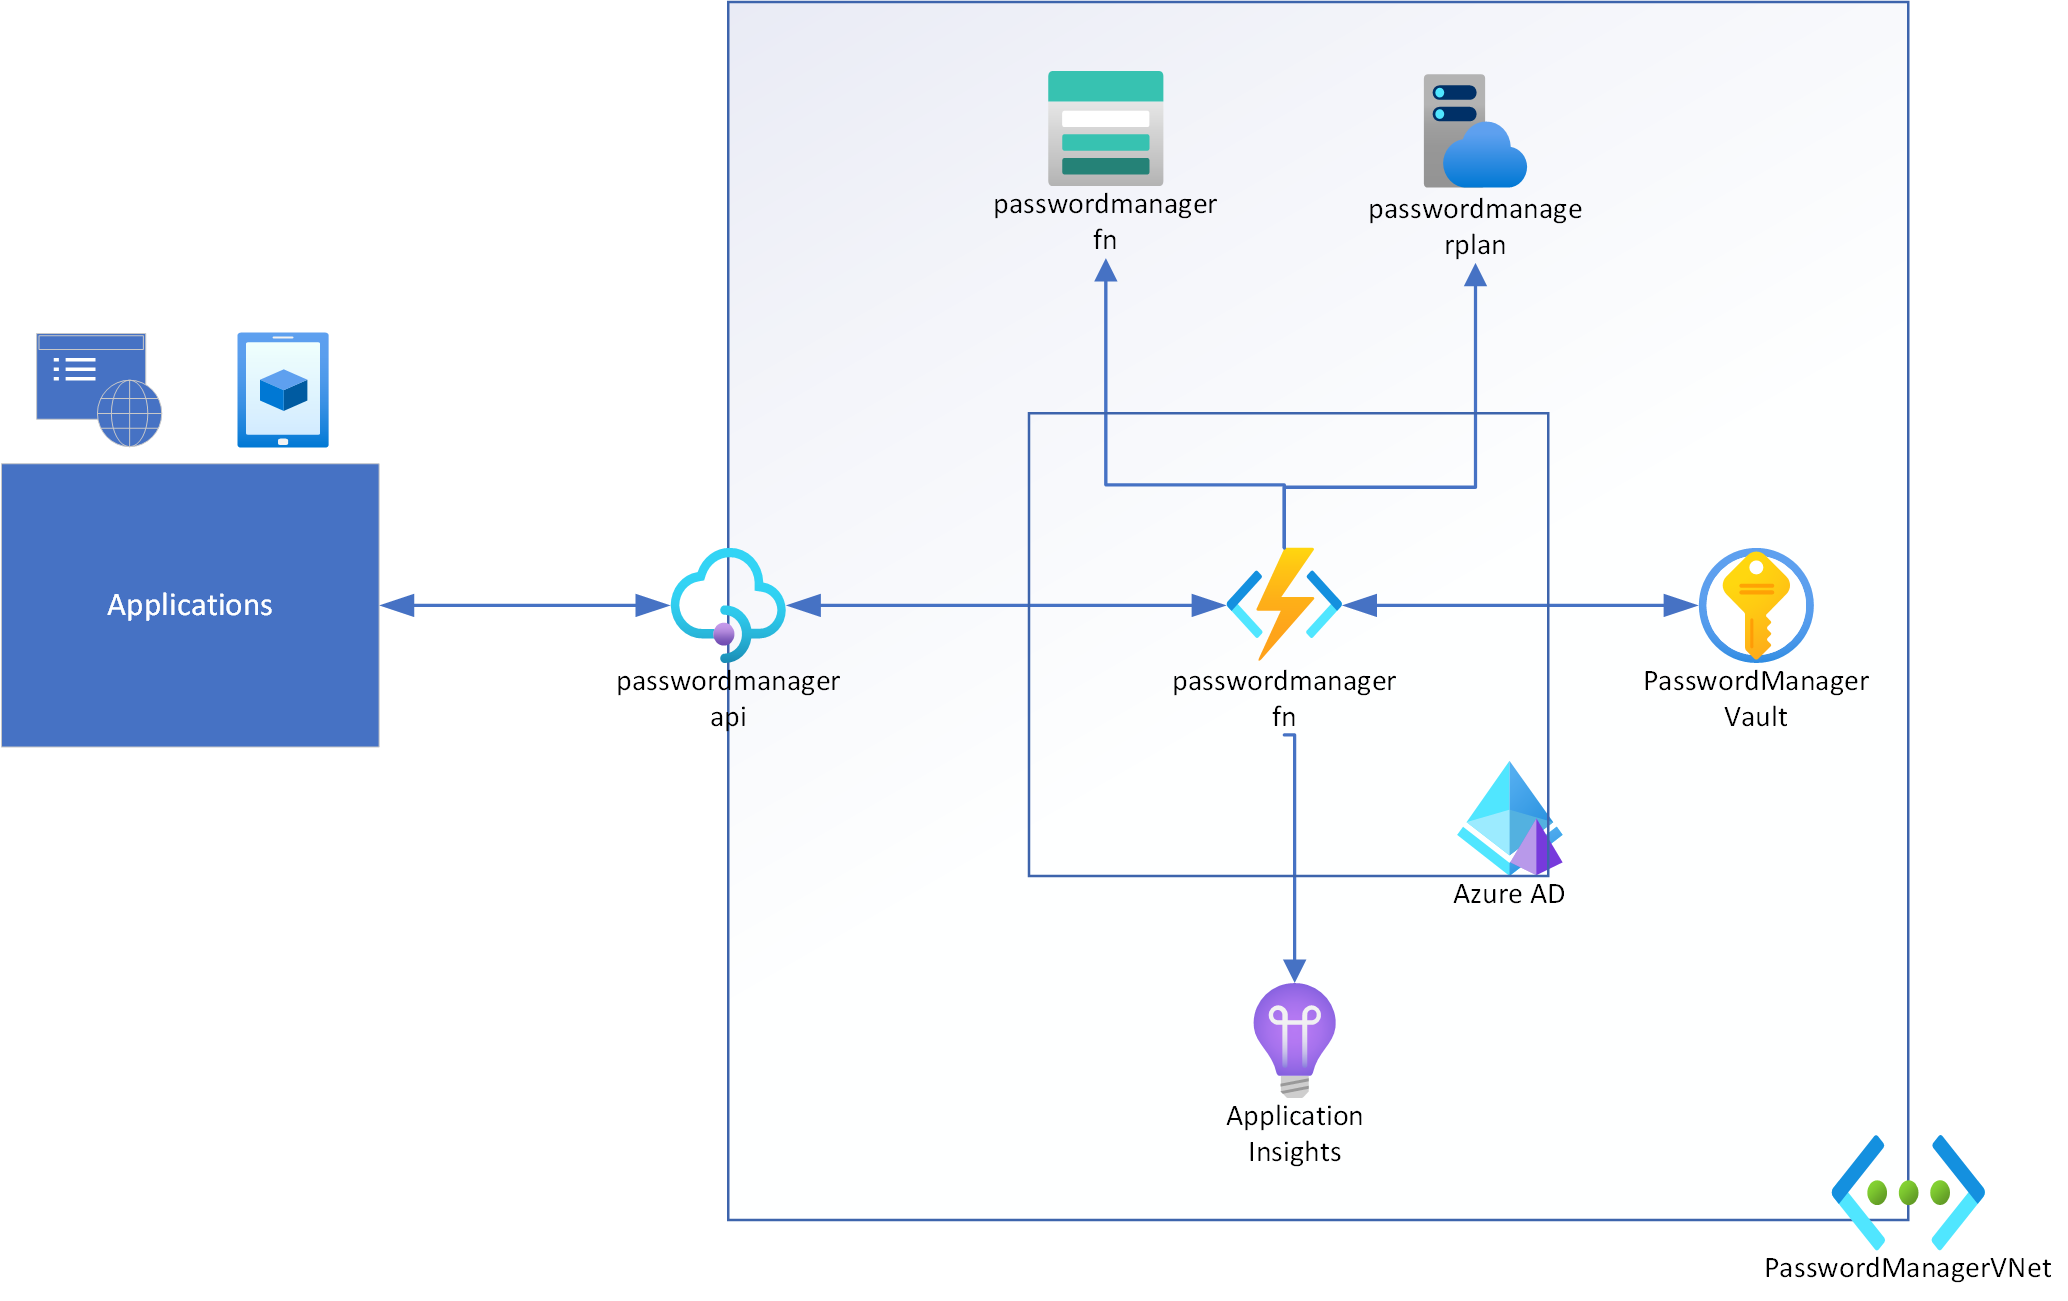 passwordmanager
fn
passwordmanage
rplan
Applications
passwordmanager
api
passwordmanager
fn
PasswordManager
Vault
Azure AD
Application
Insights
PasswordManagerVNet